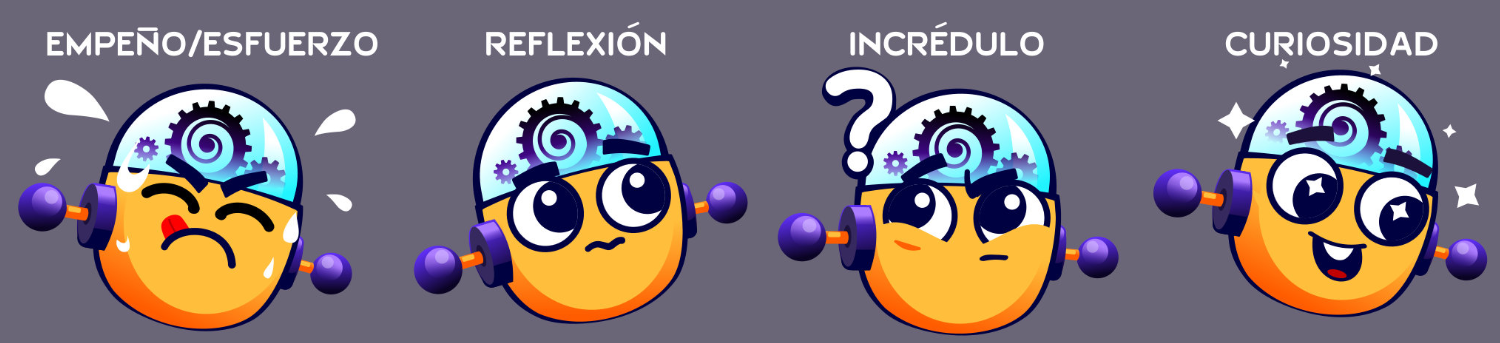 EMPEÑO/ESFUERZO
REFLEXIÓN
INCRÉDULO
CURIOSIDAD
?